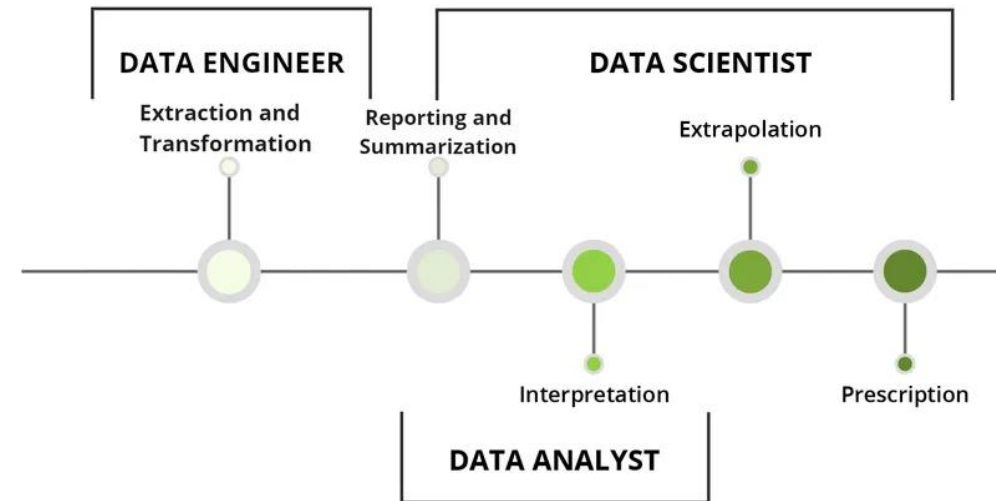 DATA ENGINEER
DATA SCIENTIST
Extraction and
Transformation
Reporting and
Summarization
Extrapolation
Interpretation
Prescription
DATA ANALYST